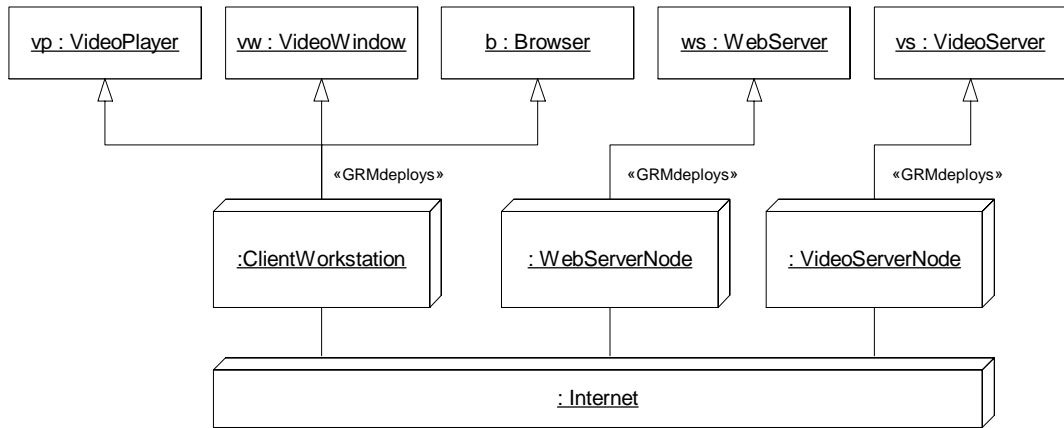 vp : VideoPlayer
vw : VideoWindow
b : Browser
ws : WebServer
vs : VideoServer
«GRMdeploys»
«GRMdeploys»
«GRMdeploys»
:ClientWorkstation
: WebServerNode
: VideoServerNode
: Internet